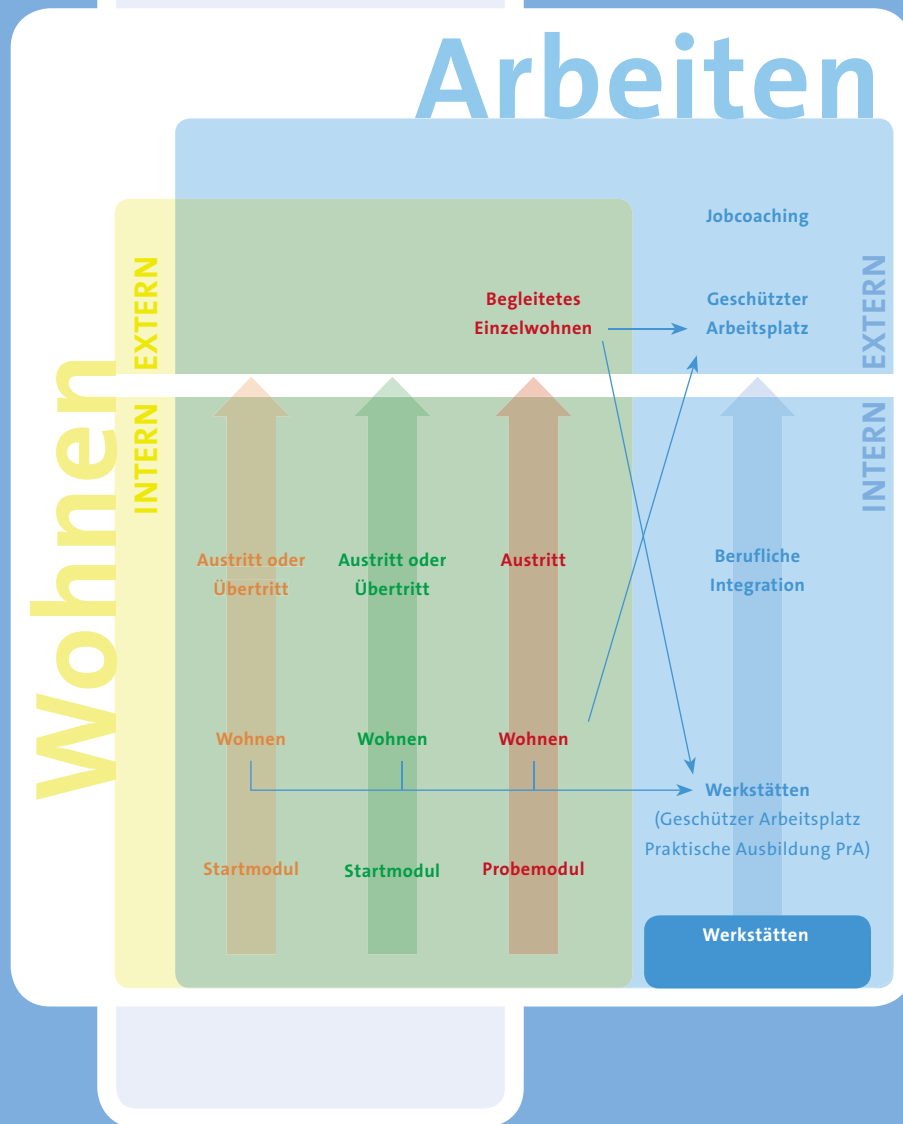 Arbeiten
Wohnen
EXTERN
INTERN
EXTERN
INTERN
Jobcoaching
Begleitetes
Einzelwohnen
Geschützter
Arbeitsplatz
Austritt oder
Übertritt
Austritt oder
Übertritt
Austritt
Berufliche
Integration
Wohnen
Wohnen
Wohnen
Werkstätten
(Geschützer Arbeitsplatz
Praktische Ausbildung PrA)
Startmodul
Startmodul
Probemodul
Werkstätten